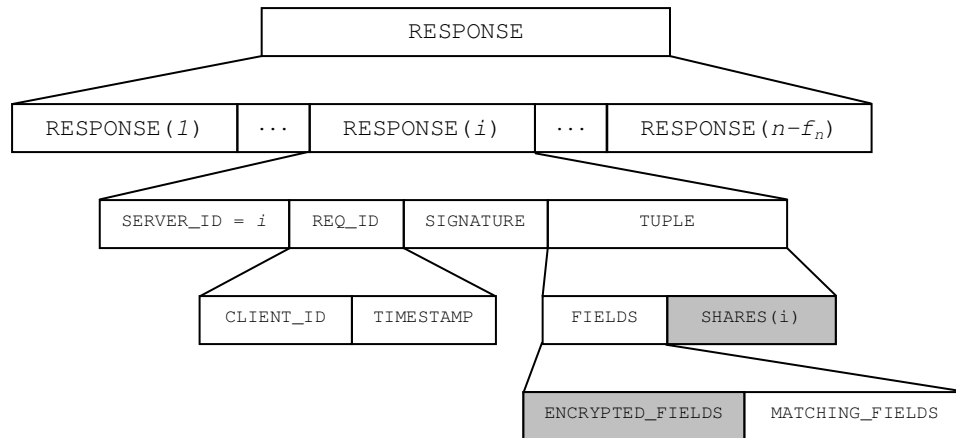 RESPONSE
RESPONSE(1) ··· RESPONSE(i) ··· RESPONSE(n−fₙ)
SERVER_ID = i REQ_ID SIGNATURE TUPLE
CLIENT_ID TIMESTAMP FIELDS SHARES(i)
ENCRYPTED_FIELDS MATCHING_FIELDS